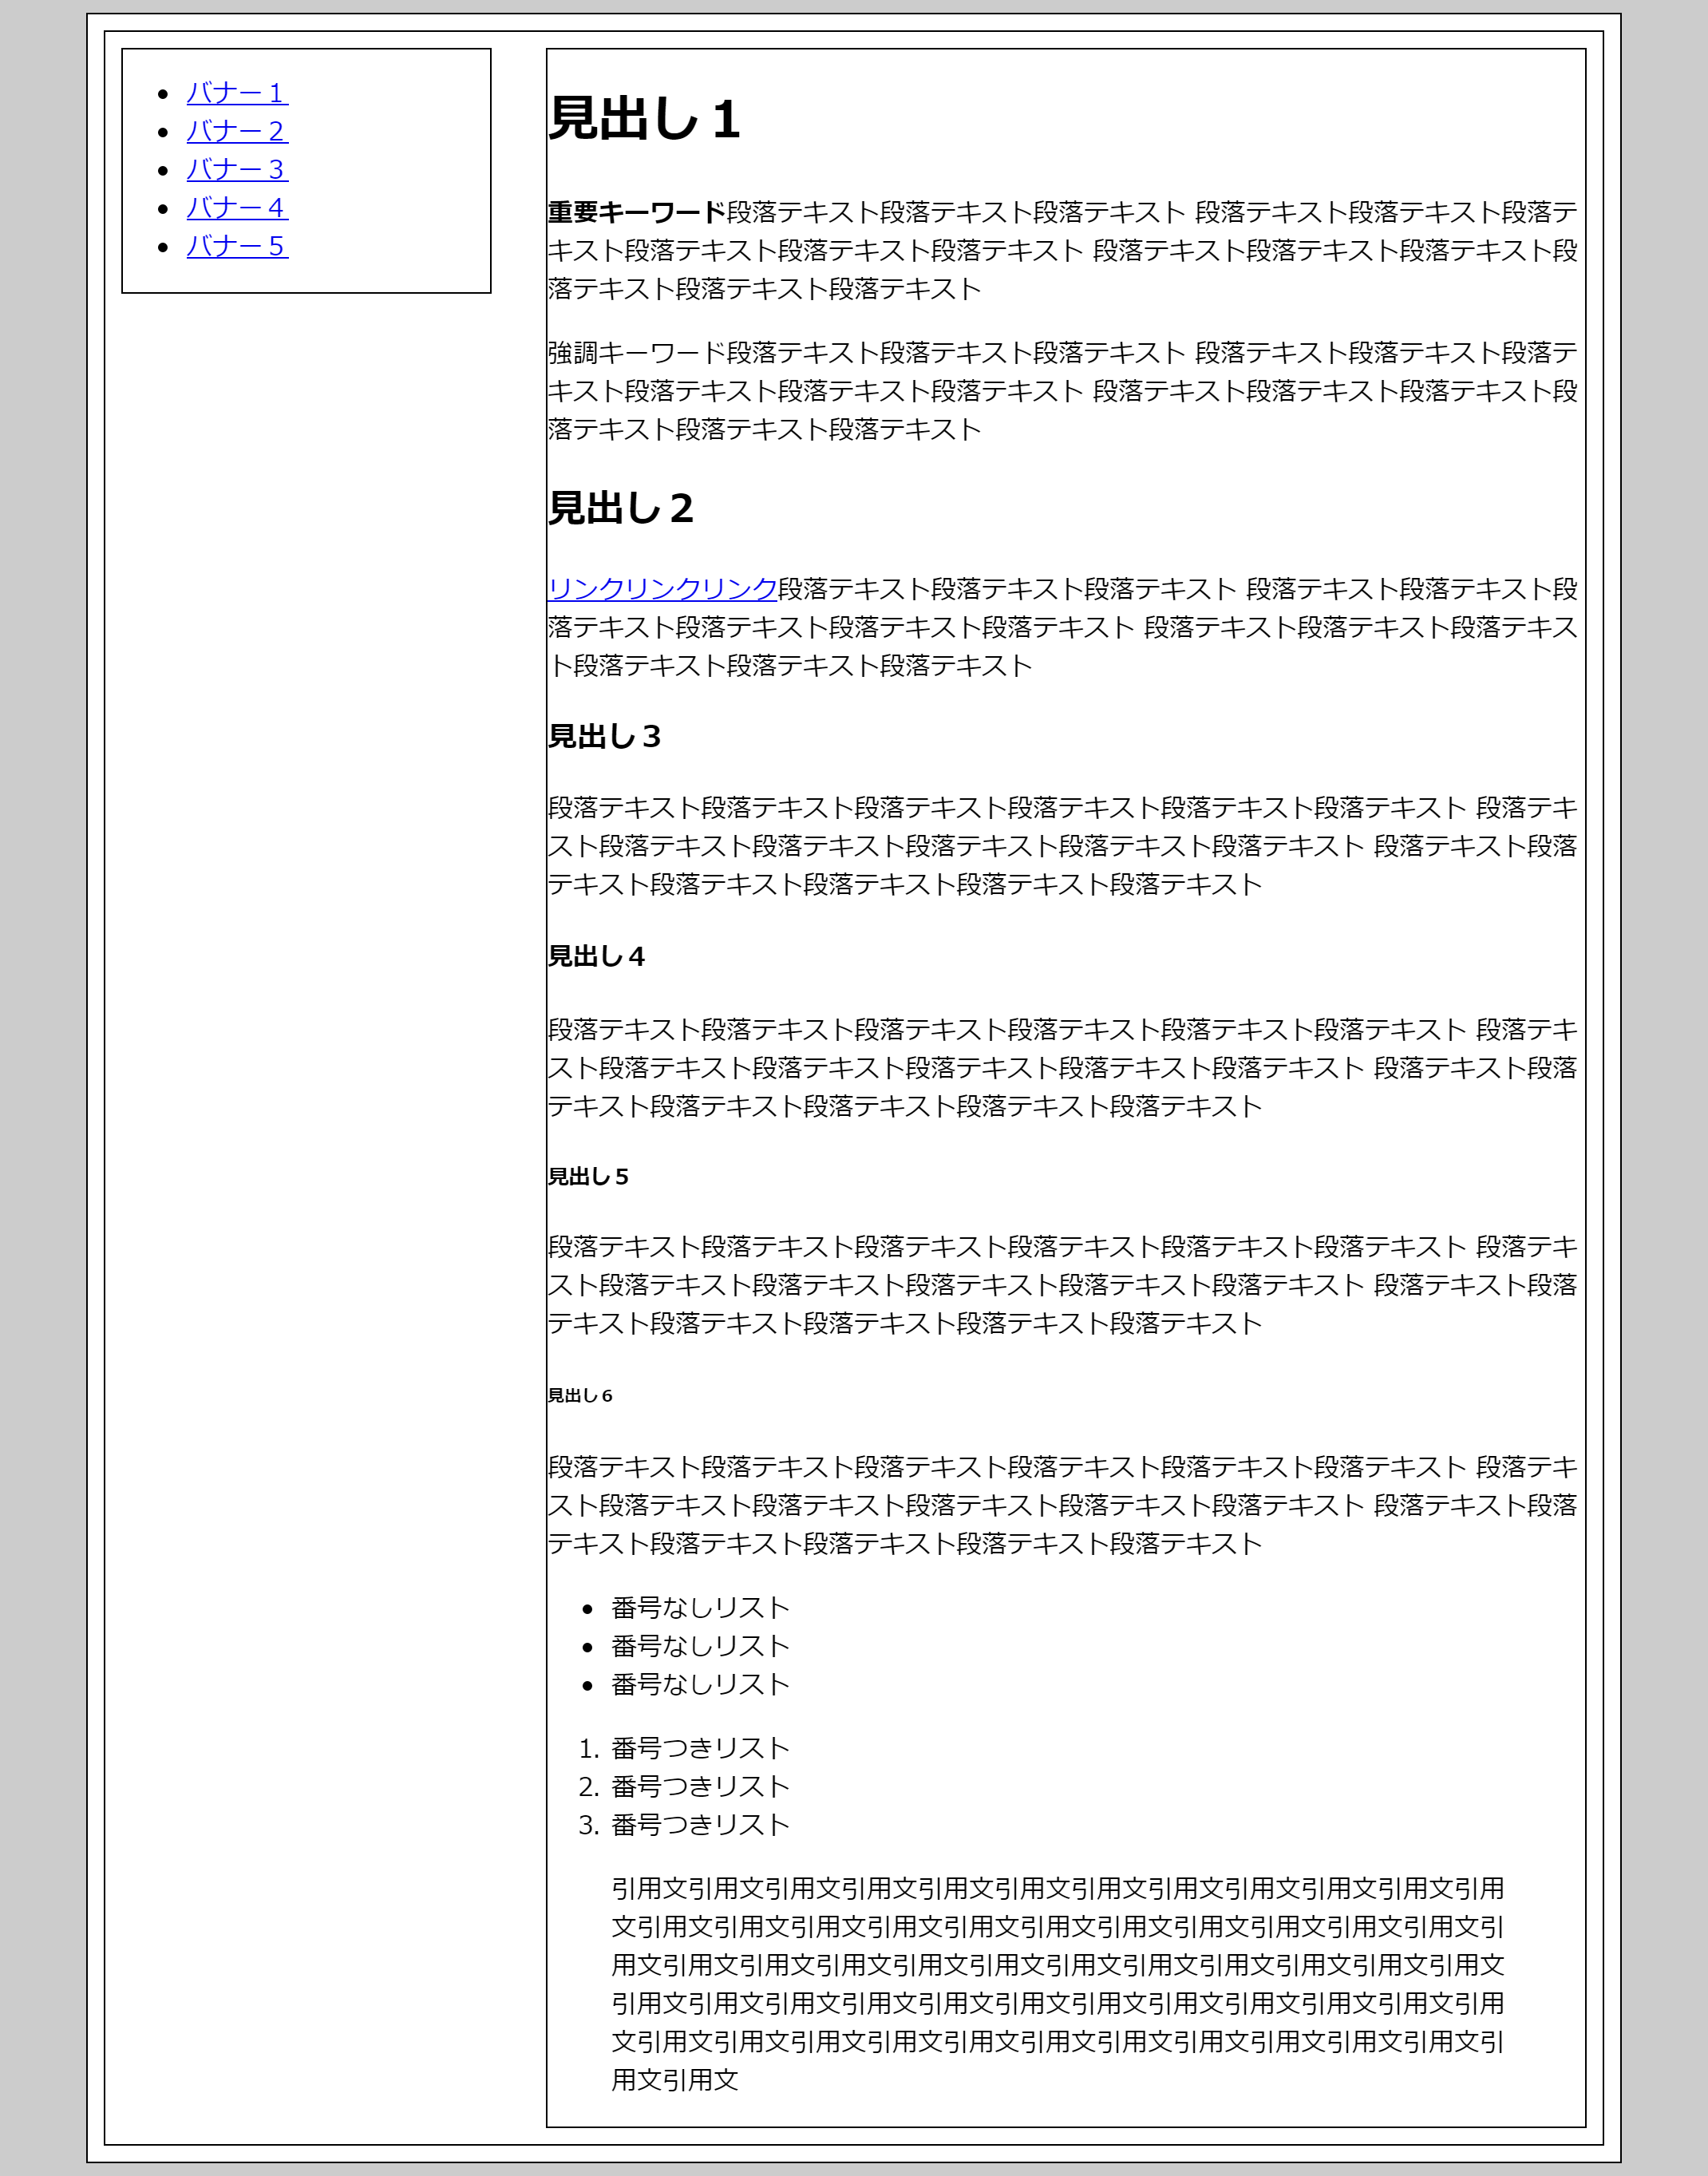 バナー１
バナー２
バナー３
バナー４
バナー５
見出し１
重要キーワード段落テキスト段落テキスト段落テキスト 段落テキスト段落テキスト段落テ
キスト段落テキスト段落テキスト段落テキスト 段落テキスト段落テキスト段落テキスト段
落テキスト段落テキスト段落テキスト
強調キーワード段落テキスト段落テキスト段落テキスト 段落テキスト段落テキスト段落テ
キスト段落テキスト段落テキスト段落テキスト 段落テキスト段落テキスト段落テキスト段
落テキスト段落テキスト段落テキスト
見出し２
リンクリンクリンク段落テキスト段落テキスト段落テキスト 段落テキスト段落テキスト段
落テキスト段落テキスト段落テキスト段落テキスト 段落テキスト段落テキスト段落テキス
ト段落テキスト段落テキスト段落テキスト
見出し３
段落テキスト段落テキスト段落テキスト段落テキスト段落テキスト段落テキスト 段落テキ
スト段落テキスト段落テキスト段落テキスト段落テキスト段落テキスト 段落テキスト段落
テキスト段落テキスト段落テキスト段落テキスト段落テキスト
見出し４
段落テキスト段落テキスト段落テキスト段落テキスト段落テキスト段落テキスト 段落テキ
スト段落テキスト段落テキスト段落テキスト段落テキスト段落テキスト 段落テキスト段落
テキスト段落テキスト段落テキスト段落テキスト段落テキスト
見出し５
段落テキスト段落テキスト段落テキスト段落テキスト段落テキスト段落テキスト 段落テキ
スト段落テキスト段落テキスト段落テキスト段落テキスト段落テキスト 段落テキスト段落
テキスト段落テキスト段落テキスト段落テキスト段落テキスト
見出し６
段落テキスト段落テキスト段落テキスト段落テキスト段落テキスト段落テキスト 段落テキ
スト段落テキスト段落テキスト段落テキスト段落テキスト段落テキスト 段落テキスト段落
テキスト段落テキスト段落テキスト段落テキスト段落テキスト
• 番号なしリスト
• 番号なしリスト
• 番号なしリスト
1. 番号つきリスト
2. 番号つきリスト
3. 番号つきリスト
引用文引用文引用文引用文引用文引用文引用文引用文引用文引用文引用文引用
文引用文引用文引用文引用文引用文引用文引用文引用文引用文引用文引用文引
用文引用文引用文引用文引用文引用文引用文引用文引用文引用文引用文引用文
引用文引用文引用文引用文引用文引用文引用文引用文引用文引用文引用文引用
文引用文引用文引用文引用文引用文引用文引用文引用文引用文引用文引用文引
用文引用文